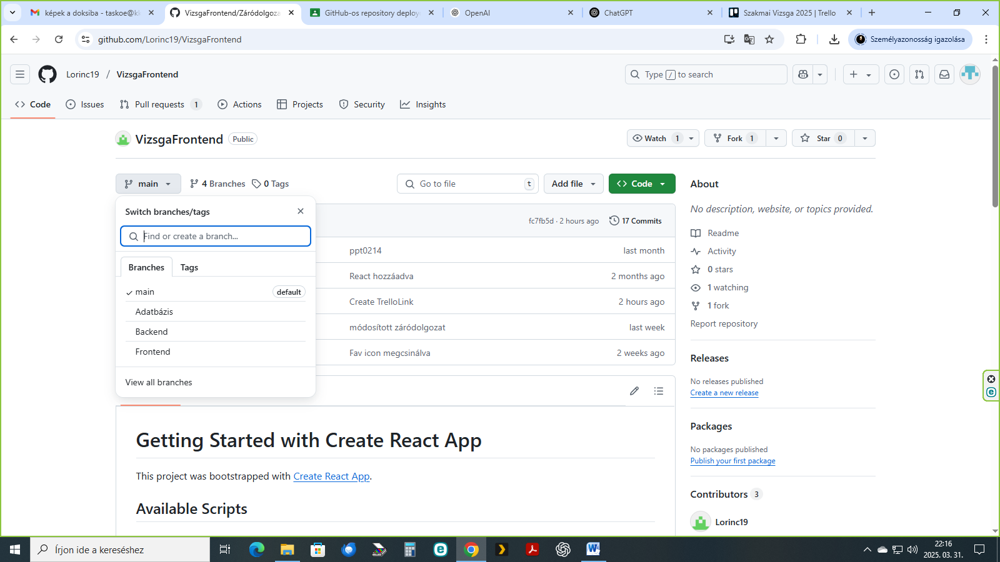 képek a doksiba - taskoe@kk
VizsgaFrontend/Záródolgoza
GitHub-os repository deploy
OpenAI
ChatGPT
Szakmai Vizsga 2025 | Trello
github.com/Lorinc19/VizsgaFrontend
Személyazonosság igazolása
Lorinc19 / VizsgaFrontend
Type / to search
Code
Issues
Pull requests 1
Actions
Projects
Security
Insights
VizsgaFrontend Public
Watch 1
Fork 1
Star 0
main
4 Branches
0 Tags
Go to file t
Add file
Code
Switch branches/tags
Find or create a branch...
Branches
Tags
main default
Adatbázis
Backend
Frontend
View all branches
fc7fb5d · 2 hours ago
17 Commits
ppt0214 last month
React hozzáadva 2 months ago
Create TrelloLink 2 hours ago
módosított záródolgozat last week
Fav icon megcsinálva 2 weeks ago
Getting Started with Create React App
This project was bootstrapped with Create React App.
Available Scripts
About
No description, website, or topics provided.
Readme
Activity
0 stars
1 watching
1 fork
Report repository
Releases
No releases published
Create a new release
Packages
No packages published
Publish your first package
Contributors 3
Lorinc19
Írjon ide a kereséshez
22:16
2025. 03. 31.